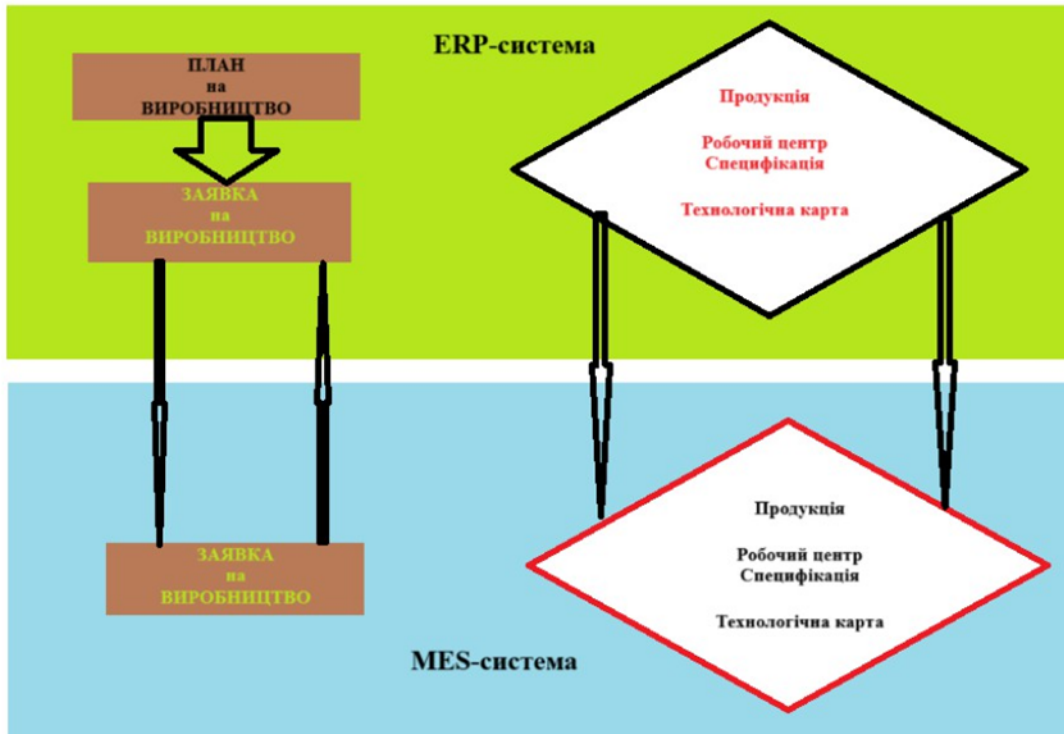 ERP-система
ПЛАН
на
ВИРОБНИЦТВО
ЗАЯВКА
на
ВИРОБНИЦТВО
Продукція
Робочий центр
Специфікація
Технологічна карта
ЗАЯВКА
на
ВИРОБНИЦТВО
Продукція
Робочий центр
Специфікація
Технологічна карта
MES-система